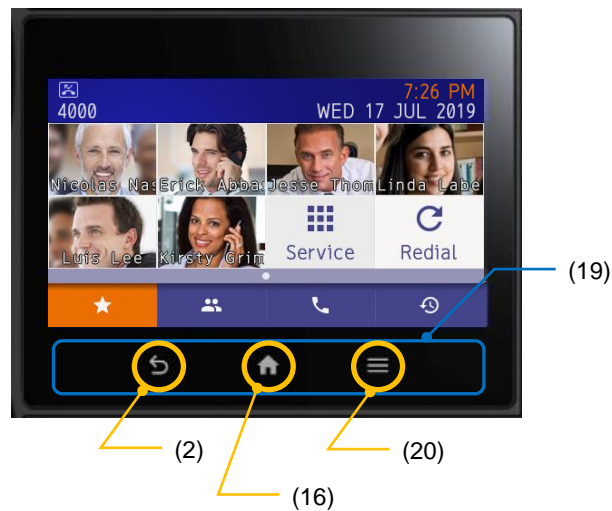 7:26 PM
4000 WED 17 JUL 2019
Nicolas Nas Erick Abbas Jesse Thom Linda Labe
Luis Lee Kirsty Grim Service Redial
(19)
(2)
(20)
(16)